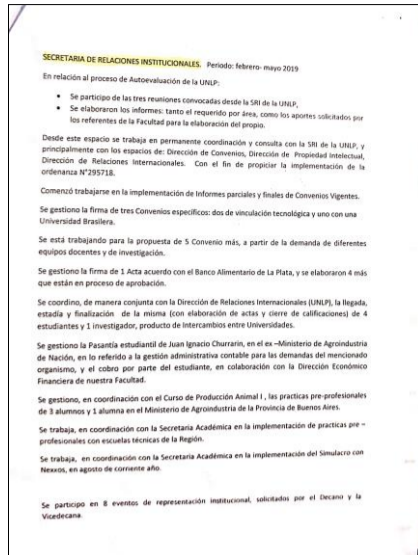 SECRETARIA DE RELACIONES INSTITUCIONALES. Periodo: febrero- mayo 2019
En relación al proceso de Autoevaluación de la UNLP:
• Se participo de las tres reuniones convocadas desde la SRI de la UNLP,
• Se elaboraron los informes: tanto el requerido por área, como los aportes solicitados por
los referentes de la Facultad para la elaboración del propio.
Desde este espacio se trabaja en permanente coordinación y consulta con la SRI de la UNLP, y
principalmente con los espacios de: Dirección de Convenios, Dirección de Propiedad Intelectual,
Dirección de Relaciones Internacionales. Con el fin de propiciar la implementación de la
ordenanza N°295718.
Comenzó trabajarse en la implementación de Informes parciales y finales de Convenios Vigentes.
Se gestiono la firma de tres Convenios específicos: dos de vinculación tecnológica y uno con una
Universidad Brasilera.
Se está trabajando para la propuesta de 5 Convenio más, a partir de la demanda de diferentes
equipos docentes y de investigación.
Se gestiono la firma de 1 Acta acuerdo con el Banco Alimentario de La Plata, y se elaboraron 4 más
que están en proceso de aprobación.
Se coordino, de manera conjunta con la Dirección de Relaciones Internacionales (UNLP), la llegada,
estadía y finalización de la misma (con elaboración de actas y cierre de calificaciones) de 4
estudiantes y 1 investigador, producto de Intercambios entre Universidades.
Se gestiono la Pasantía estudiantil de Juan Ignacio Churrarin, en el ex –Ministerio de Agroindustria
de Nación, en lo referido a la gestión administrativa contable para las demandas del mencionado
organismo, y el cobro por parte del estudiante, en colaboración con la Dirección Económico
Financiera de nuestra Facultad.
Se gestiono, en coordinación con el Curso de Producción Animal I , las practicas pre-profesionales
de 3 alumnos y 1 alumna en el Ministerio de Agroindustria de la Provincia de Buenos Aires.
Se trabaja, en coordinación con la Secretaria Académica en la implementación de practicas pre –
profesionales con escuelas técnicas de la Región.
Se trabaja, en coordinación con la Secretaria Académica en la implementación del Simulacro con
Nexxos, en agosto de corriente año.
Se participo en 8 eventos de representación institucional, solicitados por el Decano y la
Vicedecana.